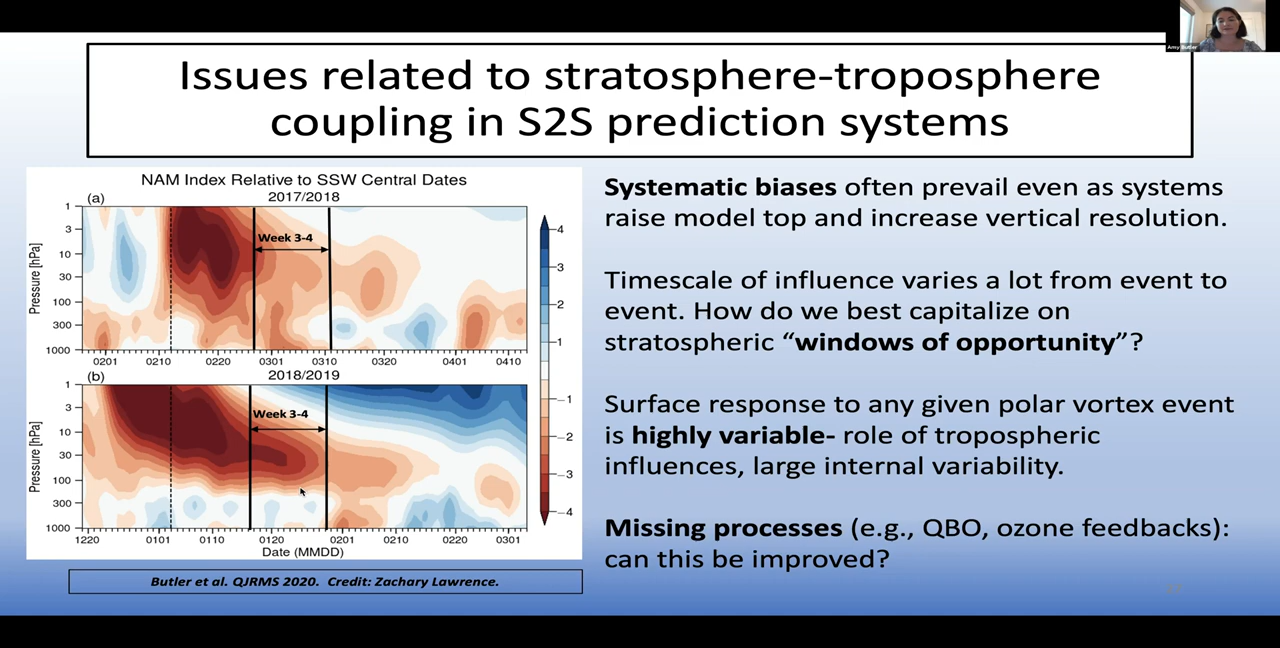 Amy Butler
Issues related to stratosphere-troposphere
coupling in S2S prediction systems
NAM Index Relative to SSW Central Dates
2017/2018
(a)
Week 3-4
Pressure [hPa]
1
3
10
30
100
300
1000
0201 0210 0220 0301 0310 0320 0401 0410
2018/2019
(b)
Week 3-4
Pressure [hPa]
1
3
10
30
100
300
1000
1220 0101 0110 0120 0201 0210 0220 0301
Date (MMDD)
4
3
2
1
−1
−2
−3
−4
Butler et al. QJRMS 2020. Credit: Zachary Lawrence.
Systematic biases often prevail even as systems
raise model top and increase vertical resolution.
Timescale of influence varies a lot from event to
event. How do we best capitalize on
stratospheric “windows of opportunity”?
Surface response to any given polar vortex event
is highly variable- role of tropospheric
influences, large internal variability.
Missing processes (e.g., QBO, ozone feedbacks):
can this be improved?